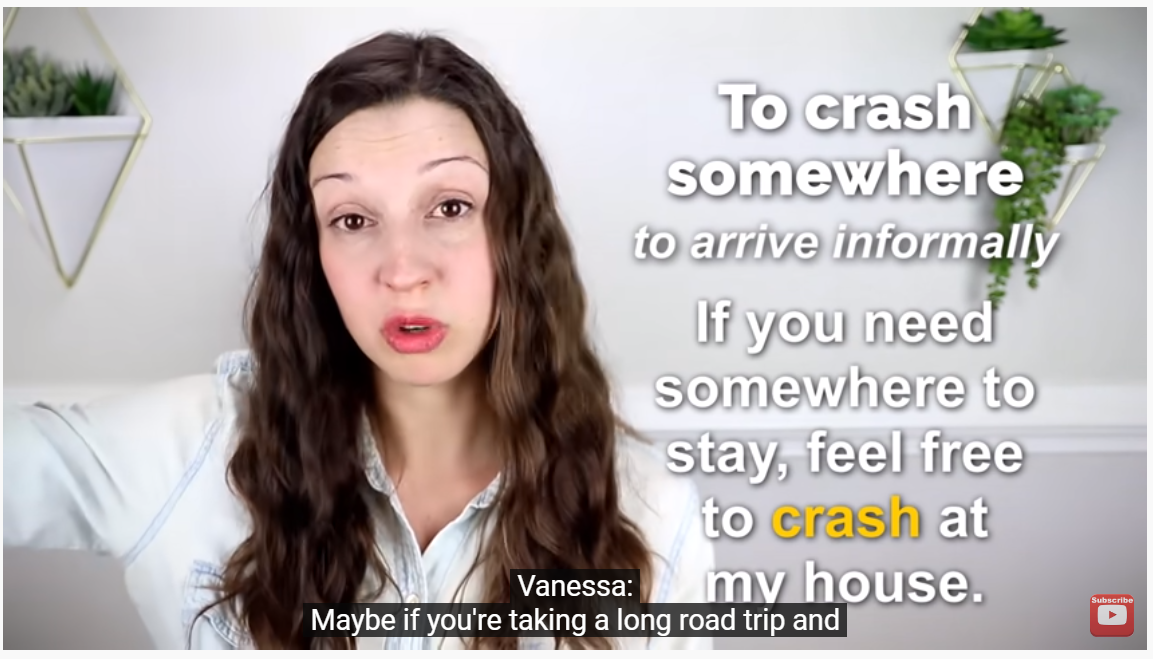 To crash
somewhere
to arrive informally
If you need
somewhere to
stay, feel free
to crash at
my house.
Vanessa:
Maybe if you're taking a long road trip and
Subscribe